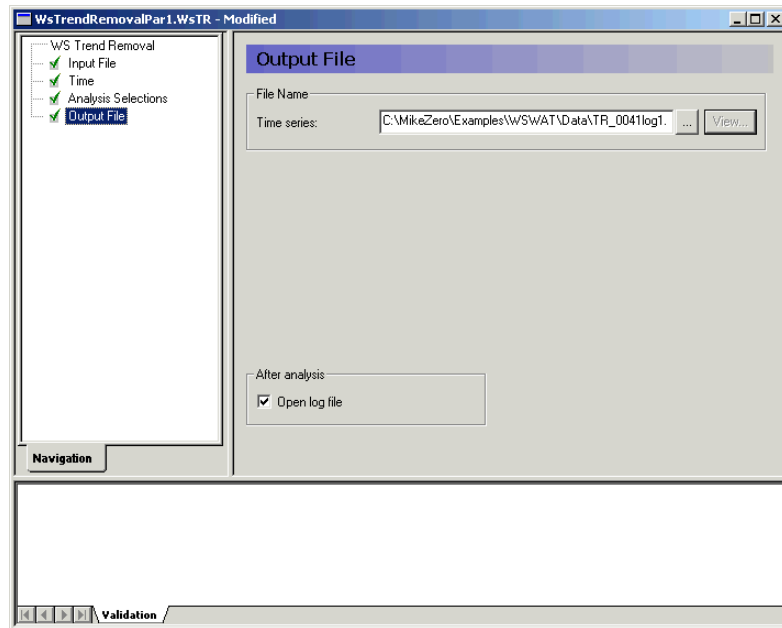 WsTrendRemovalPar1.WsTR - Modified
WS Trend Removal
Input File
Time
Analysis Selections
Output File
Navigation
Output File
File Name
Time series:
C:\MikeZero\Examples\WSWAT\Data\TR_0041log1.
...
View...
After analysis
Open log file
Validation